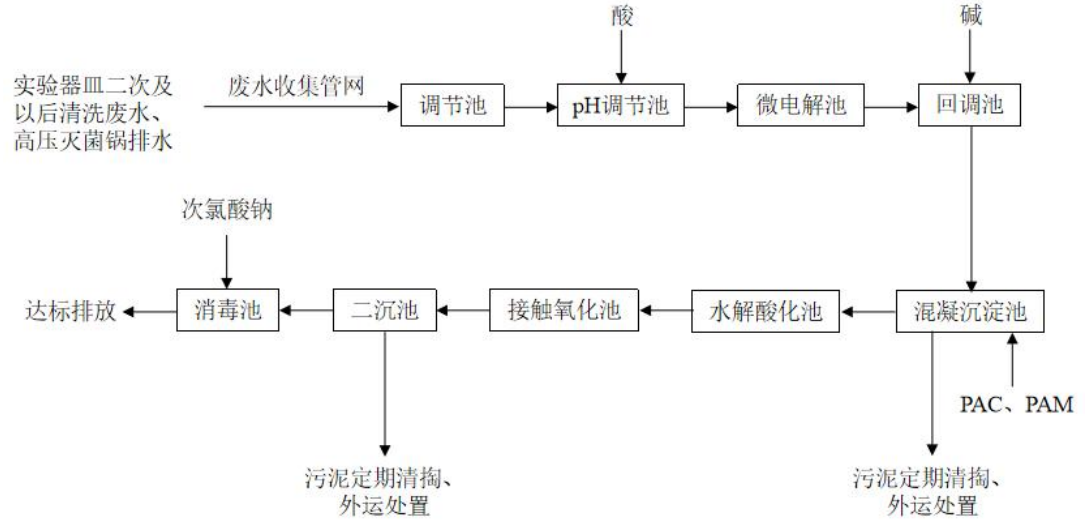 酸
碱
实验器皿二次及
以后清洗废水、
高压灭菌锅排水
废水收集管网
调节池
pH调节池
微电解池
回调池
次氯酸钠
达标排放
消毒池
二沉池
接触氧化池
水解酸化池
混凝沉淀池
PAC、PAM
污泥定期清掏、
外运处置
污泥定期清掏、
外运处置